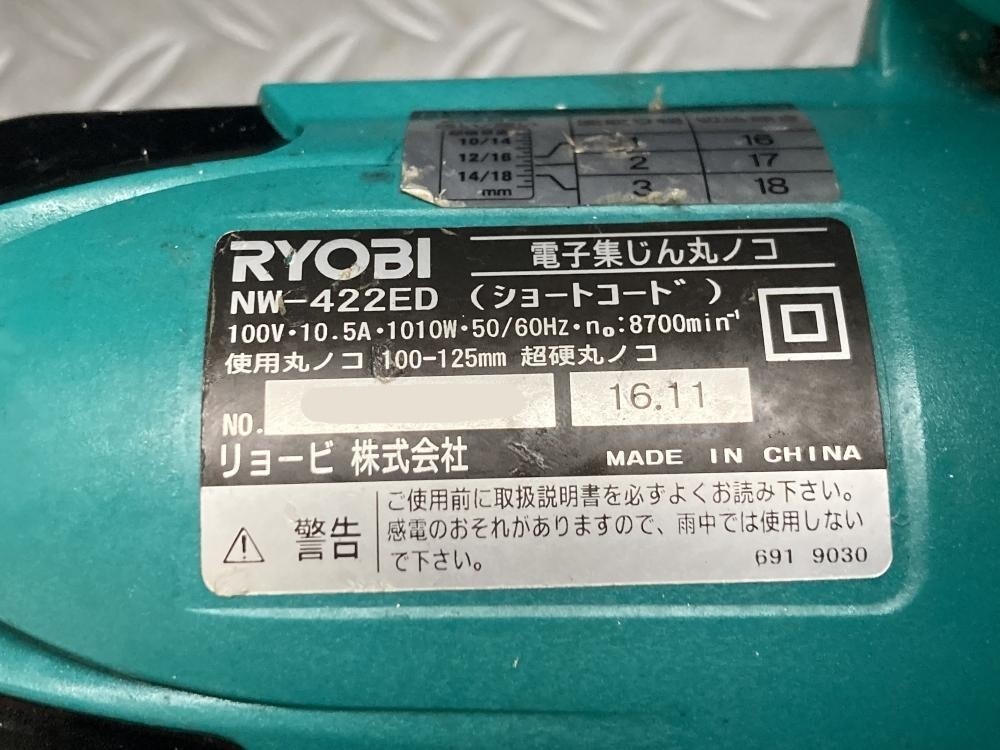 10/14 1 16
12/16 2 17
14/18 3 18
mm
RYOBI 電子集じん丸ノコ
NW-422ED (ショートコード)
100V・10.5A・1010W・50/60Hz・n₀:8700min⁻¹
使用丸ノコ 100-125mm 超硬丸ノコ
NO. 16.11
リョービ 株式会社 MADE IN CHINA
警告
ご使用前に取扱説明書を必ずよくお読み下さい。
感電のおそれがありますので、雨中では使用しない
で下さい。 691 9030